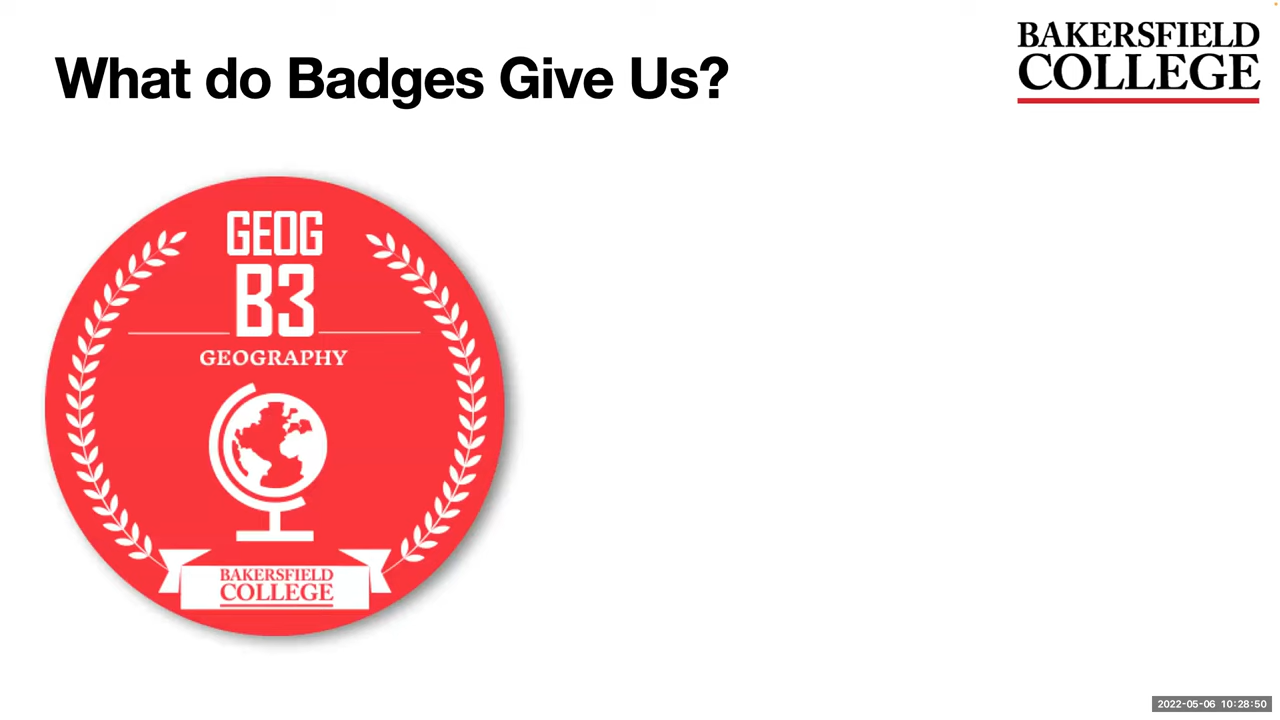 What do Badges Give Us?
BAKERSFIELD
COLLEGE
GEOG
B3
GEOGRAPHY
BAKERSFIELD
COLLEGE
2022-05-06 10:28:50